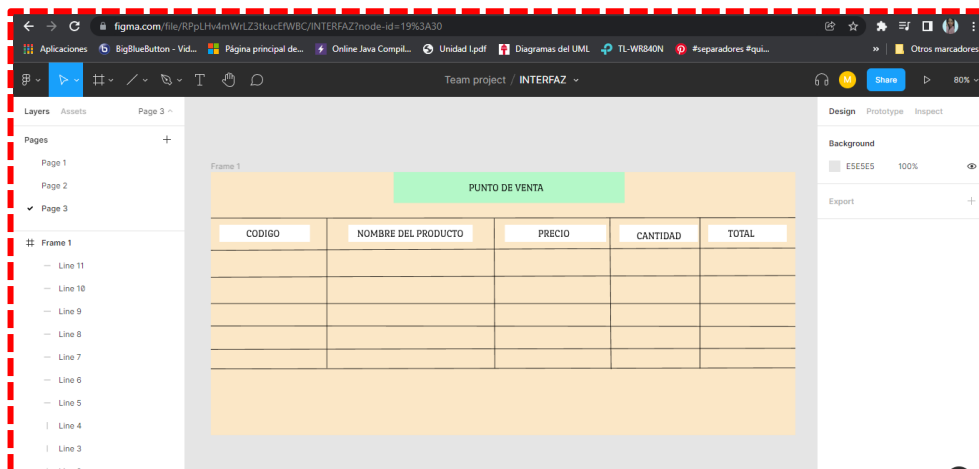 figma.com/file/RPpLHv4mWrLZ3tkucEfWBC/INTERFAZ?node-id=19%3A30
Aplicaciones BigBlueButton - Vid... Página principal de... Online Java Compil... Unidad I.pdf Diagramas del UML TL-WR840N #separadores #qui... » Otros marcadores
Team project / INTERFAZ M Share 80%
Layers Assets Page 3 Design Prototype Inspect
Pages Background
Page 1 E5E5E5 100%
Page 2
Page 3 Export
Frame 1
Line 11
Line 10
Line 9
Line 8
Line 7
Line 6
Line 5
Line 4
Line 3
Frame 1
PUNTO DE VENTA
CODIGO NOMBRE DEL PRODUCTO PRECIO CANTIDAD TOTAL